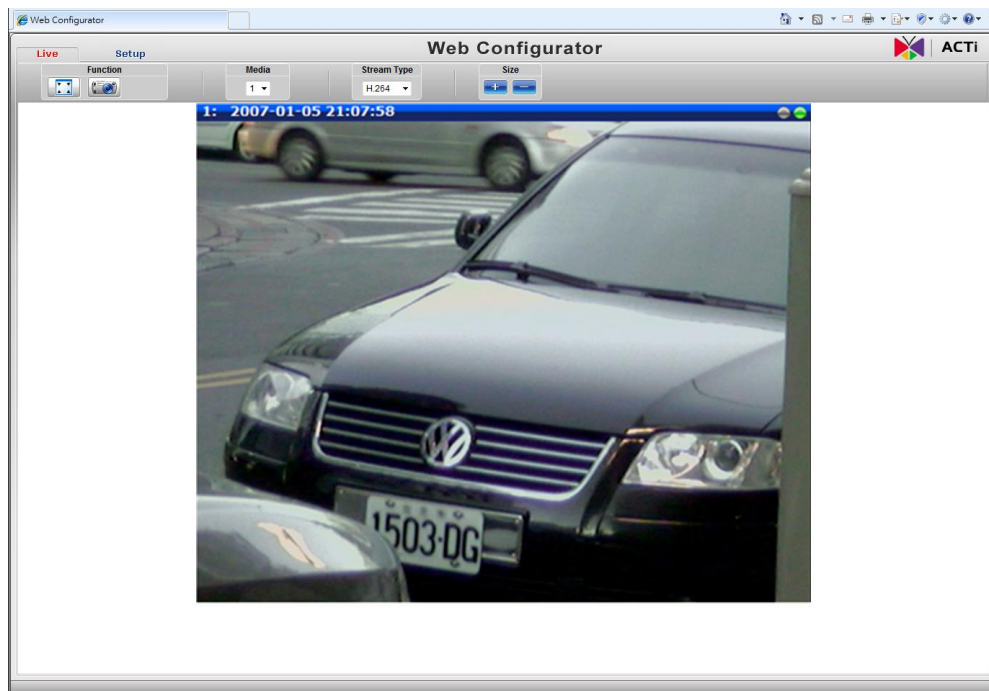 Web Configurator
Live
Setup
Web Configurator
ACTi
Function
Media
Stream Type
Size
1
H.264
1: 2007-01-05 21:07:58
1503-DG